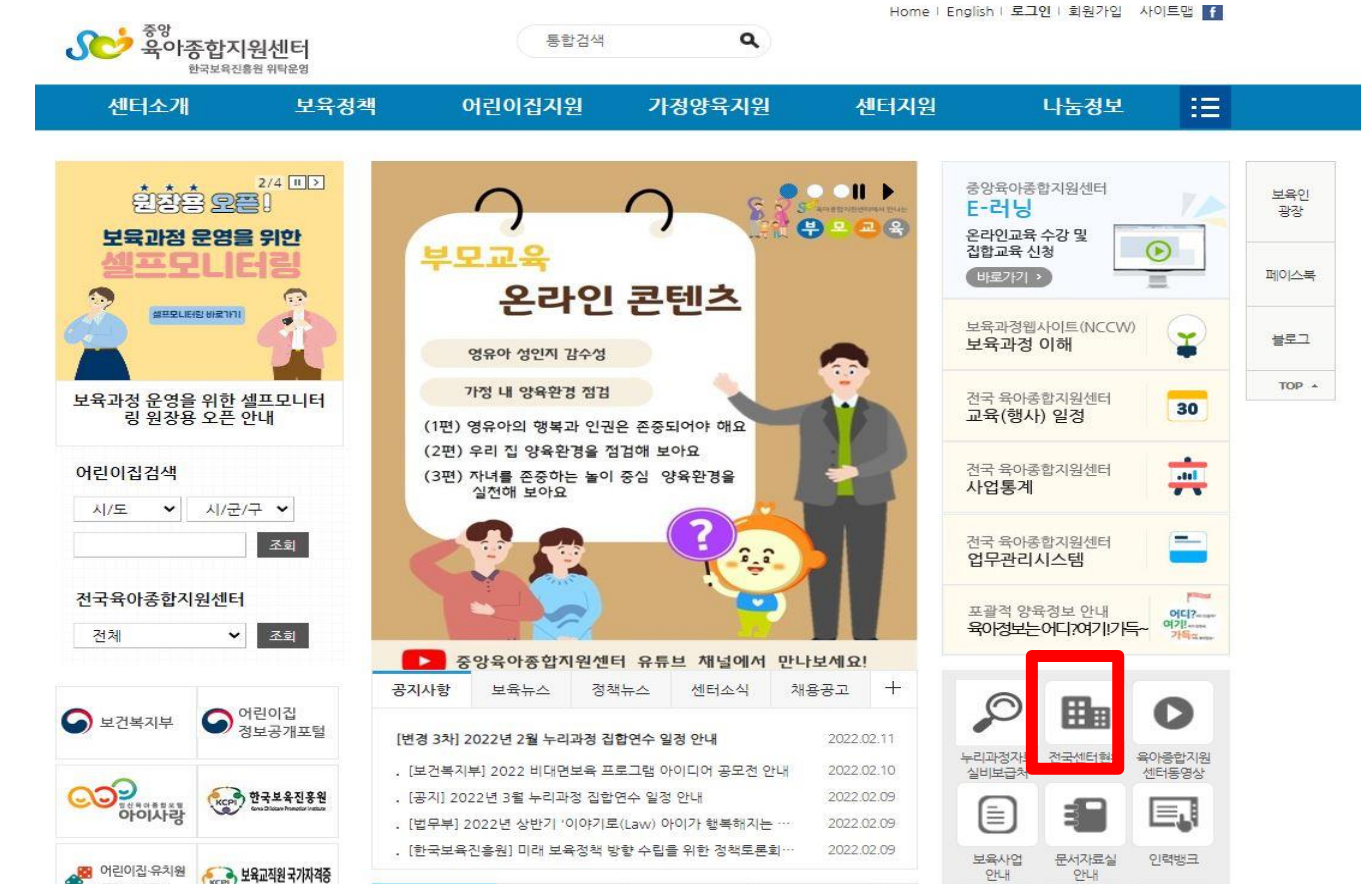 Home | English | 로그인 | 회원가입 사이트맵 f
중앙
육아종합지원센터
한국보육진흥원 위탁운영
통합검색
센터소개 보육정책 어린이집지원 가정양육지원 센터지원 나눔정보
2/4
원장용 오픈!
보육과정 운영을 위한
셀프모니터링
셀프모니터링 바로가기
보육과정 운영을 위한 셀프모니터
링 원장용 오픈 안내
어린이집검색
시/도 시/군/구
조회
전국육아종합지원센터
전체 조회
보건복지부
어린이집
정보공개포털
아이사랑
KCPI 한국보육진흥원
어린이집·유치원
KCPI 보육교직원 국가자격증
부모교육
부모교육
온라인 콘텐츠
영유아 성인지 감수성
가정 내 양육환경 점검
(1편) 영유아의 행복과 인권은 존중되어야 해요
(2편) 우리 집 양육환경을 점검해 보아요
(3편) 자녀를 존중하는 놀이 중심 양육환경을
실천해 보아요
?
중앙육아종합지원센터 유튜브 채널에서 만나보세요!
공지사항 보육뉴스 정책뉴스 센터소식 채용공고 +
[변경 3차] 2022년 2월 누리과정 집합연수 일정 안내 2022.02.11
. [보건복지부] 2022 비대면보육 프로그램 아이디어 공모전 안내 2022.02.10
. [공지] 2022년 3월 누리과정 집합연수 일정 안내 2022.02.09
. [법무부] 2022년 상반기 '이야기로(Law) 아이가 행복해지는 … 2022.02.09
. [한국보육진흥원] 미래 보육정책 방향 수립을 위한 정책토론회… 2022.02.09
중앙육아종합지원센터
E-러닝
온라인교육 수강 및
집합교육 신청
바로가기 >
보육과정웹사이트(NCCW)
보육과정 이해
전국 육아종합지원센터
교육(행사) 일정
30
전국 육아종합지원센터
사업통계
전국 육아종합지원센터
업무관리시스템
포괄적 양육정보 안내
육아정보는 어디?여기!가득~
어디?
여기!
가득
누리과정자료 전국센터현황 육아종합지원
실비보급처 센터동영상
보육사업 문서자료실 인력뱅크
안내 안내
보육인
광장
페이스북
블로그
TOP